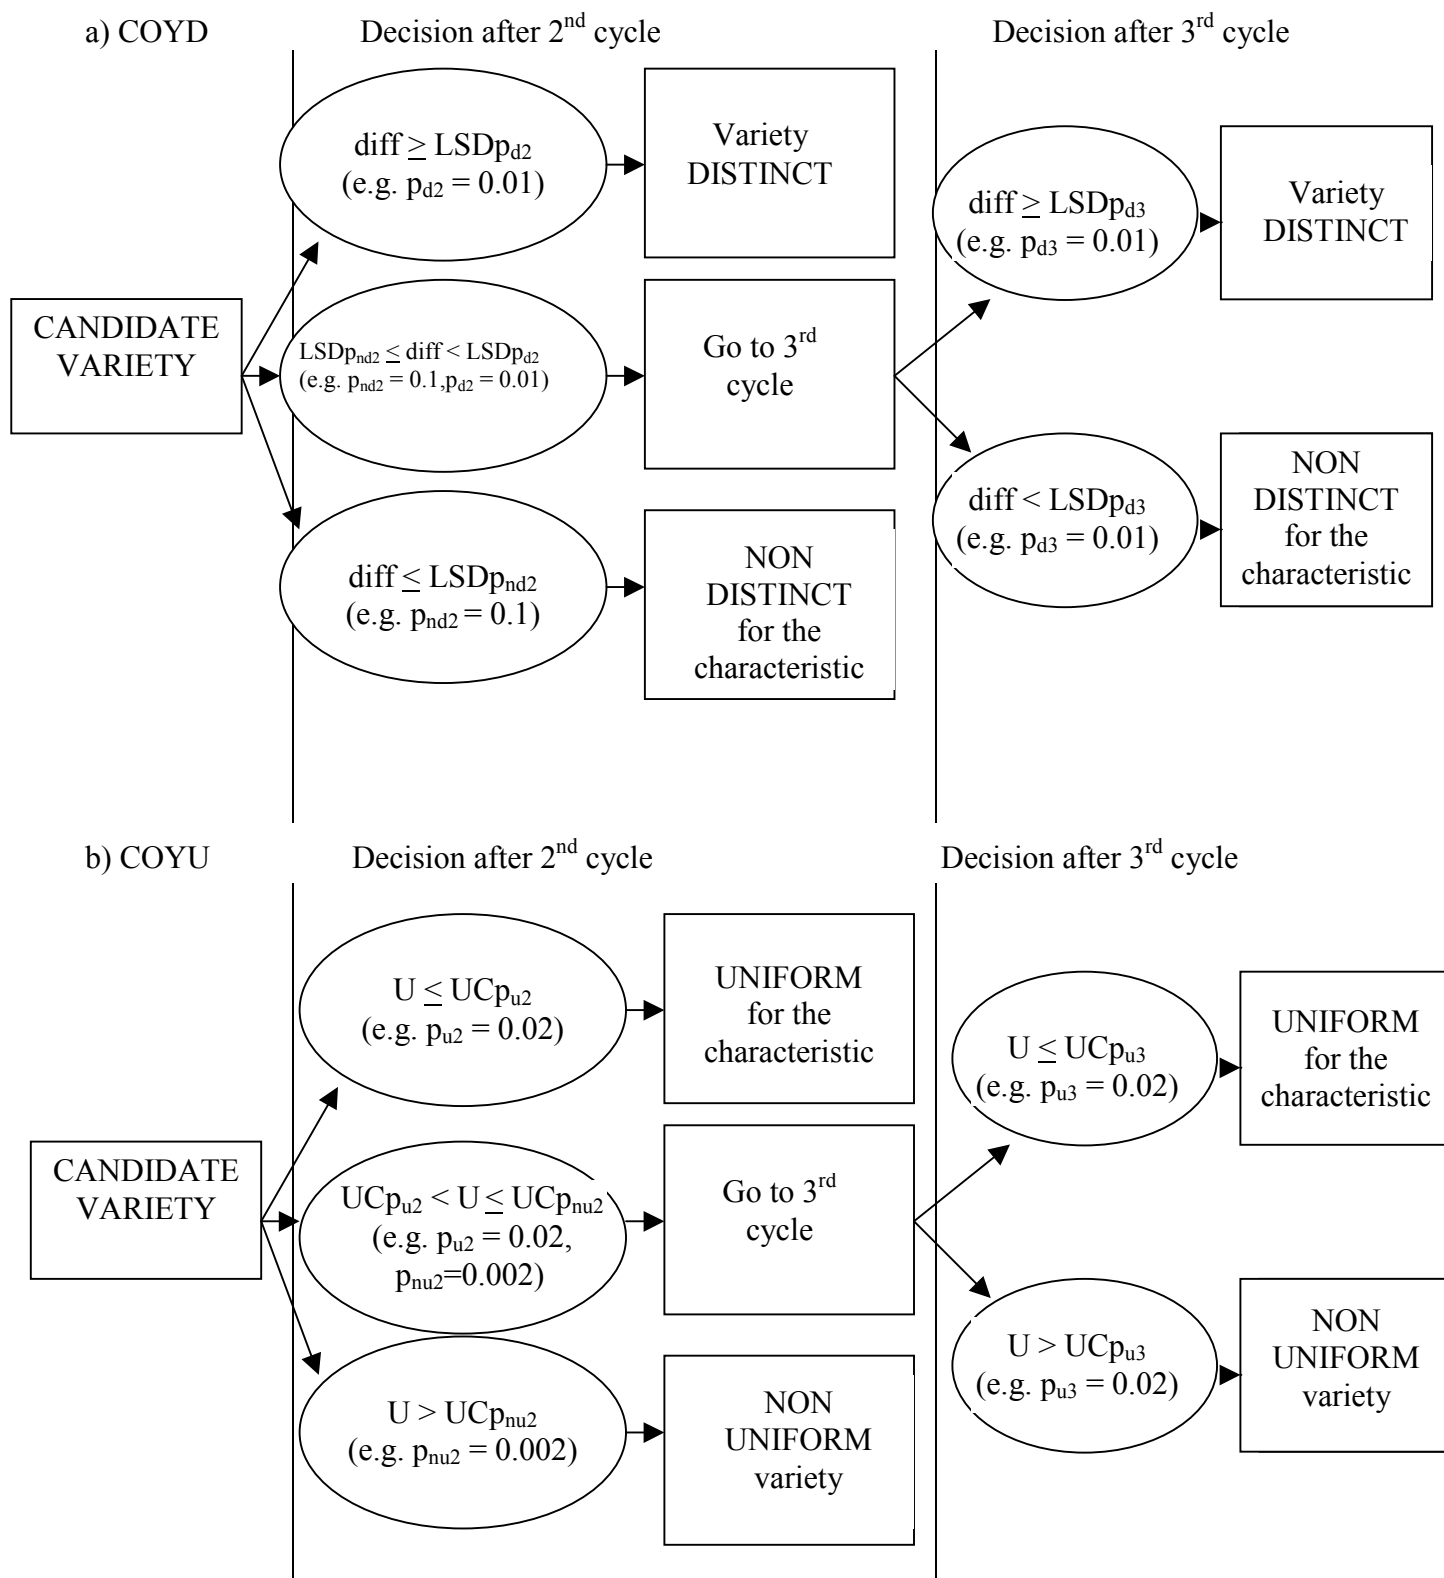 a) COYD
Decision after 2nd cycle
Decision after 3rd cycle
CANDIDATE
VARIETY
diff ≥ LSDpd2
(e.g. pd2 = 0.01)
Variety
DISTINCT
LSDpnd2 ≤ diff < LSDpd2
(e.g. pnd2 = 0.1,pd2 = 0.01)
Go to 3rd
cycle
diff ≤ LSDpnd2
(e.g. pnd2 = 0.1)
NON
DISTINCT
for the
characteristic
diff ≥ LSDpd3
(e.g. pd3 = 0.01)
Variety
DISTINCT
diff < LSDpd3
(e.g. pd3 = 0.01)
NON
DISTINCT
for the
characteristic
b) COYU
Decision after 2nd cycle
Decision after 3rd cycle
CANDIDATE
VARIETY
U ≤ UCpu2
(e.g. pu2 = 0.02)
UNIFORM
for the
characteristic
UCpu2 < U ≤ UCpnu2
(e.g. pu2 = 0.02,
pnu2=0.002)
Go to 3rd
cycle
U > UCpnu2
(e.g. pnu2 = 0.002)
NON
UNIFORM
variety
U ≤ UCpu3
(e.g. pu3 = 0.02)
UNIFORM
for the
characteristic
U > UCpu3
(e.g. pu3 = 0.02)
NON
UNIFORM
variety